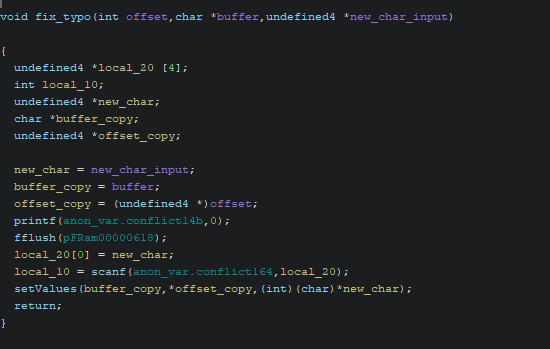 void fix_typo(int offset,char *buffer,undefined4 *new_char_input)
{
undefined4 *local_20 [4];
int local_10;
undefined4 *new_char;
char *buffer_copy;
undefined4 *offset_copy;
new_char = new_char_input;
buffer_copy = buffer;
offset_copy = (undefined4 *)offset;
printf(anon_var.conflict14b,0);
fflush(pFRam00000618);
local_20[0] = new_char;
local_10 = scanf(anon_var.conflict164,local_20);
setValues(buffer_copy,*offset_copy,(int)(char)*new_char);
return;
}